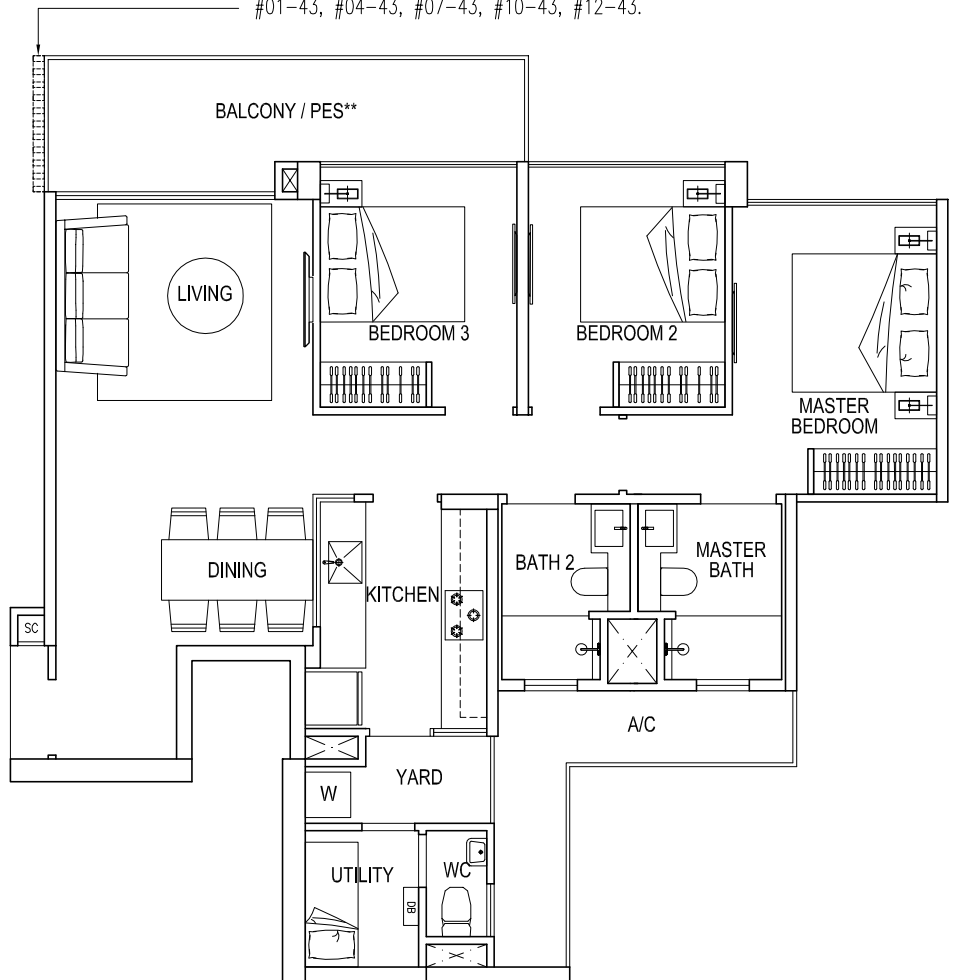 #01-43, #04-43, #07-43, #10-43, #12-43.
BALCONY / PES**
LIVING
BEDROOM 3
BEDROOM 2
MASTER
BEDROOM
DINING
KITCHEN
BATH 2
MASTER
BATH
SC
A/C
YARD
W
UTILITY
WC
DB